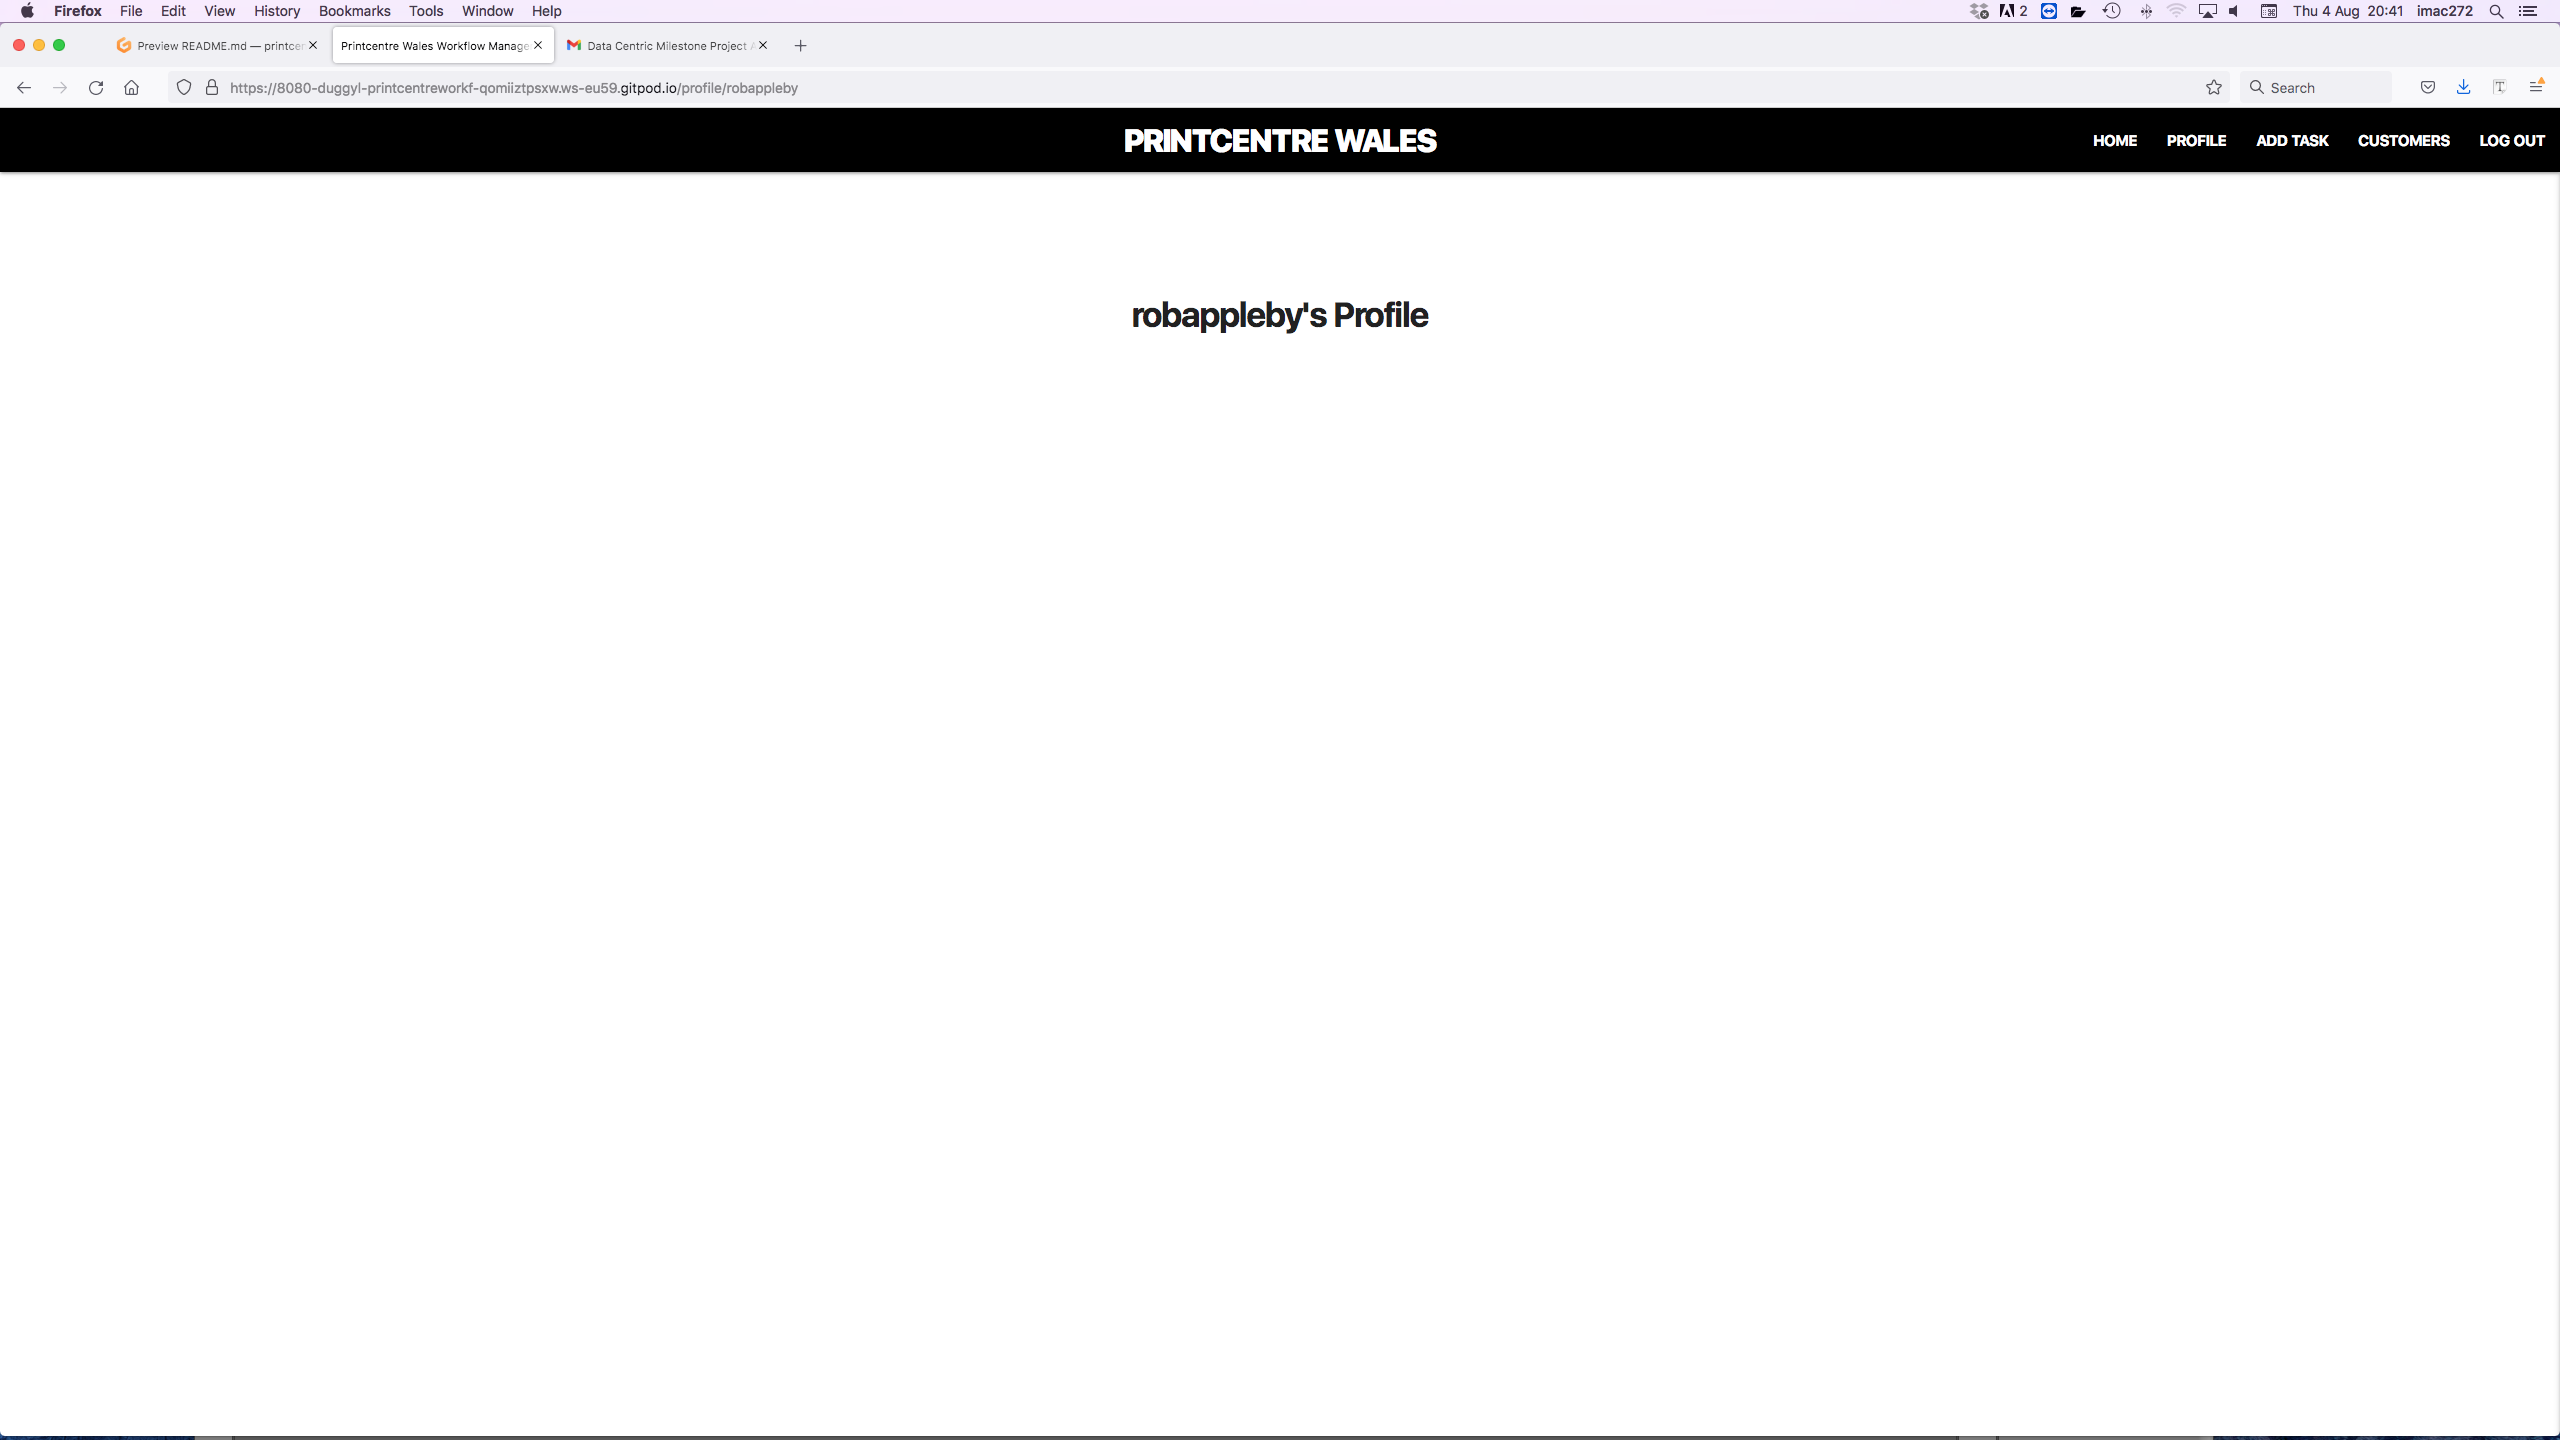 Firefox File Edit View History Bookmarks Tools Window Help 2 Thu 4 Aug 20:41 imac272
Preview README.md — printcen Printcentre Wales Workflow Manage Data Centric Milestone Project A
https://8080-duggyl-printcentreworkf-qomiiztpsxw.ws-eu59.gitpod.io/profile/robappleby Search
PRINTCENTRE WALES HOME PROFILE ADD TASK CUSTOMERS LOG OUT
robappleby's Profile